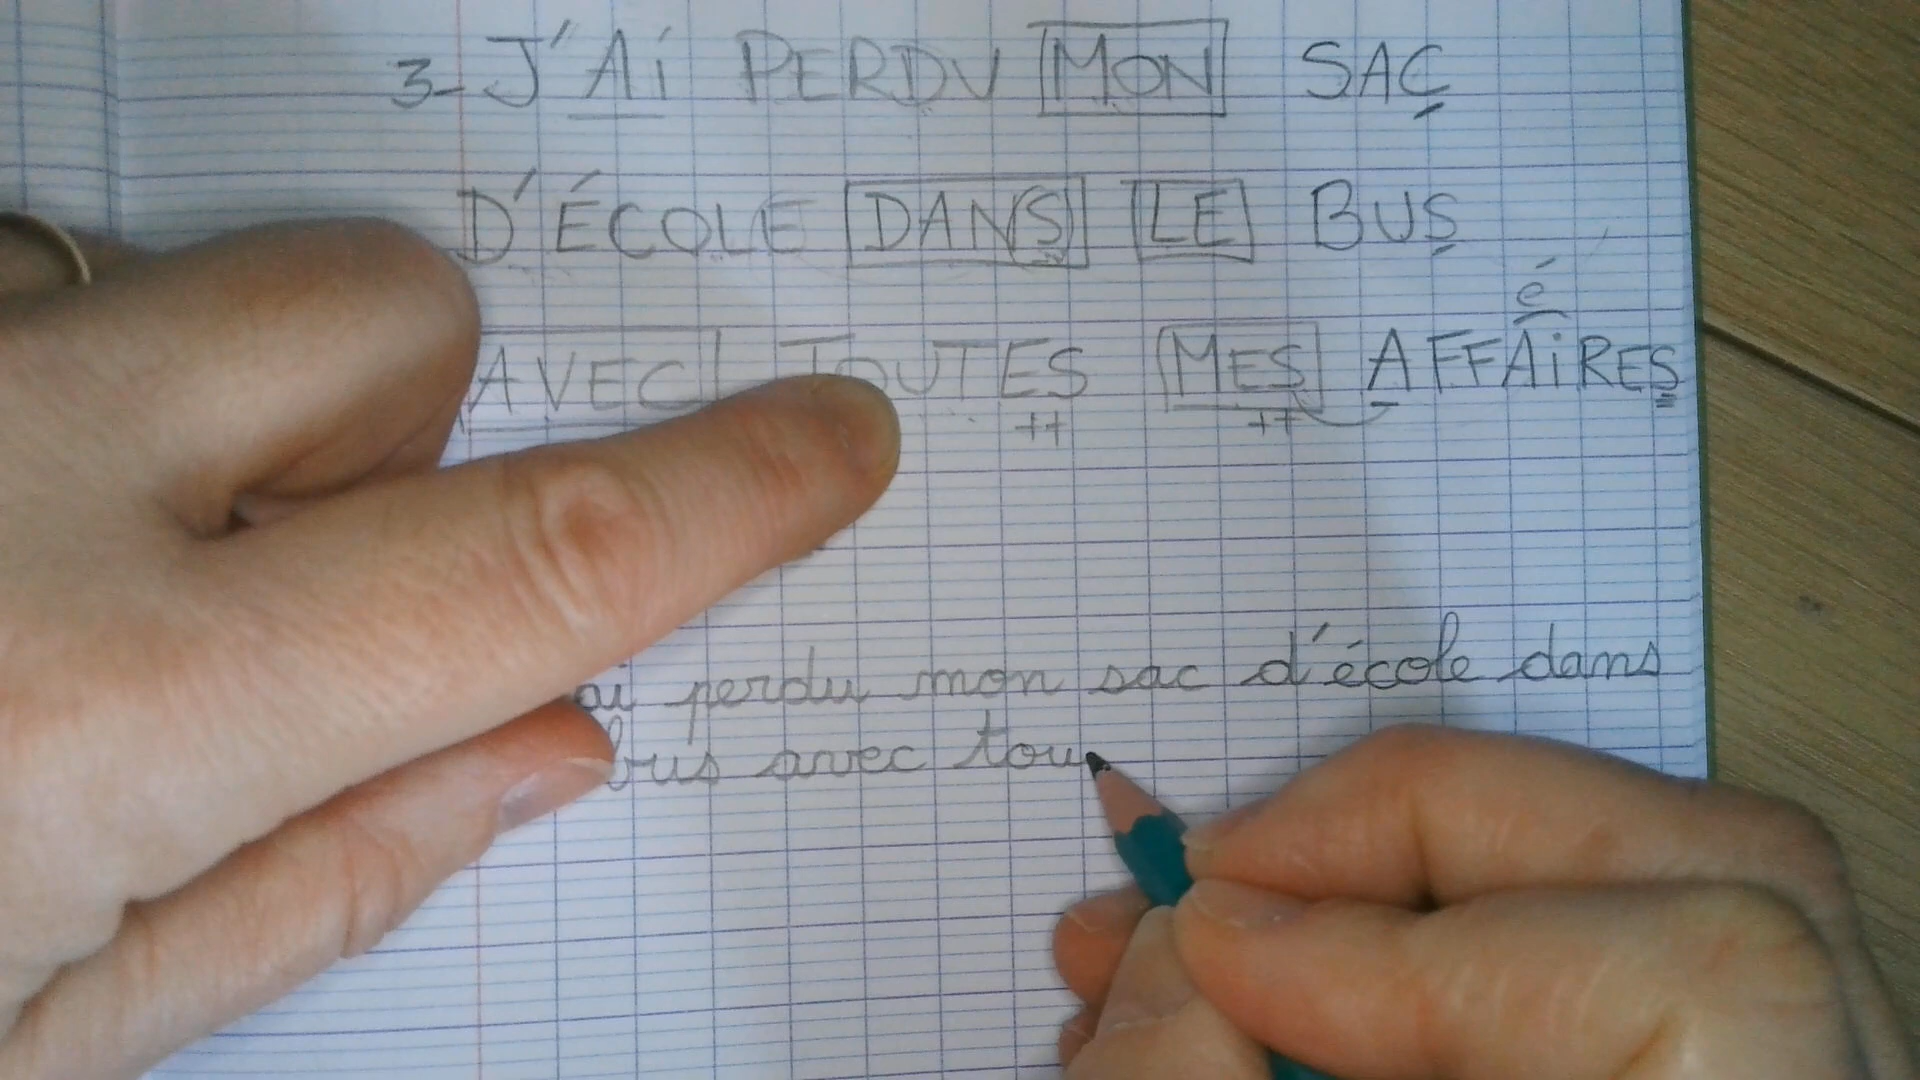 3- J'Ai PERDU MON SAC
D'ÉCOLE DANS LE BUS
é
AVEC TOUTES MES AFFAiRES
++ ++
ai perdu mon sac d'école dans
bus avec tou